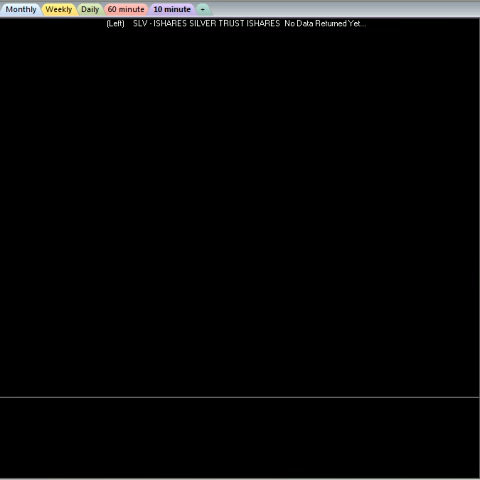 Monthly Weekly Daily 60 minute 10 minute +
(Left) SLV - ISHARES SILVER TRUST ISHARES No Data Returned Yet...